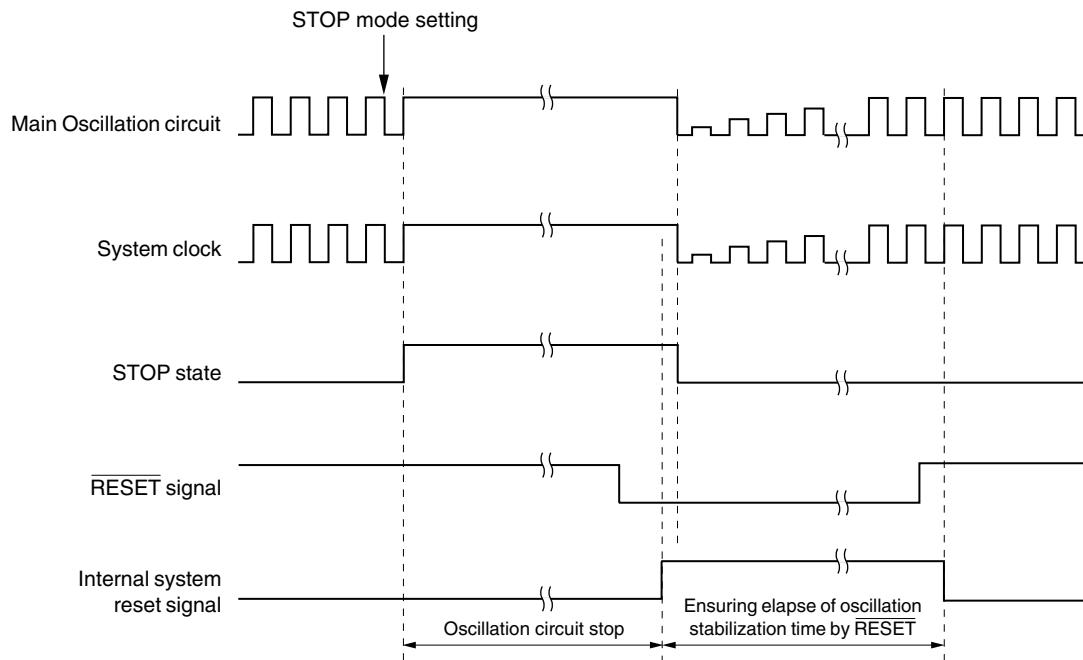 STOP mode setting
Main Oscillation circuit
System clock
STOP state
RESET signal
Internal system
reset signal
Oscillation circuit stop
Ensuring elapse of oscillation
stabilization time by RESET